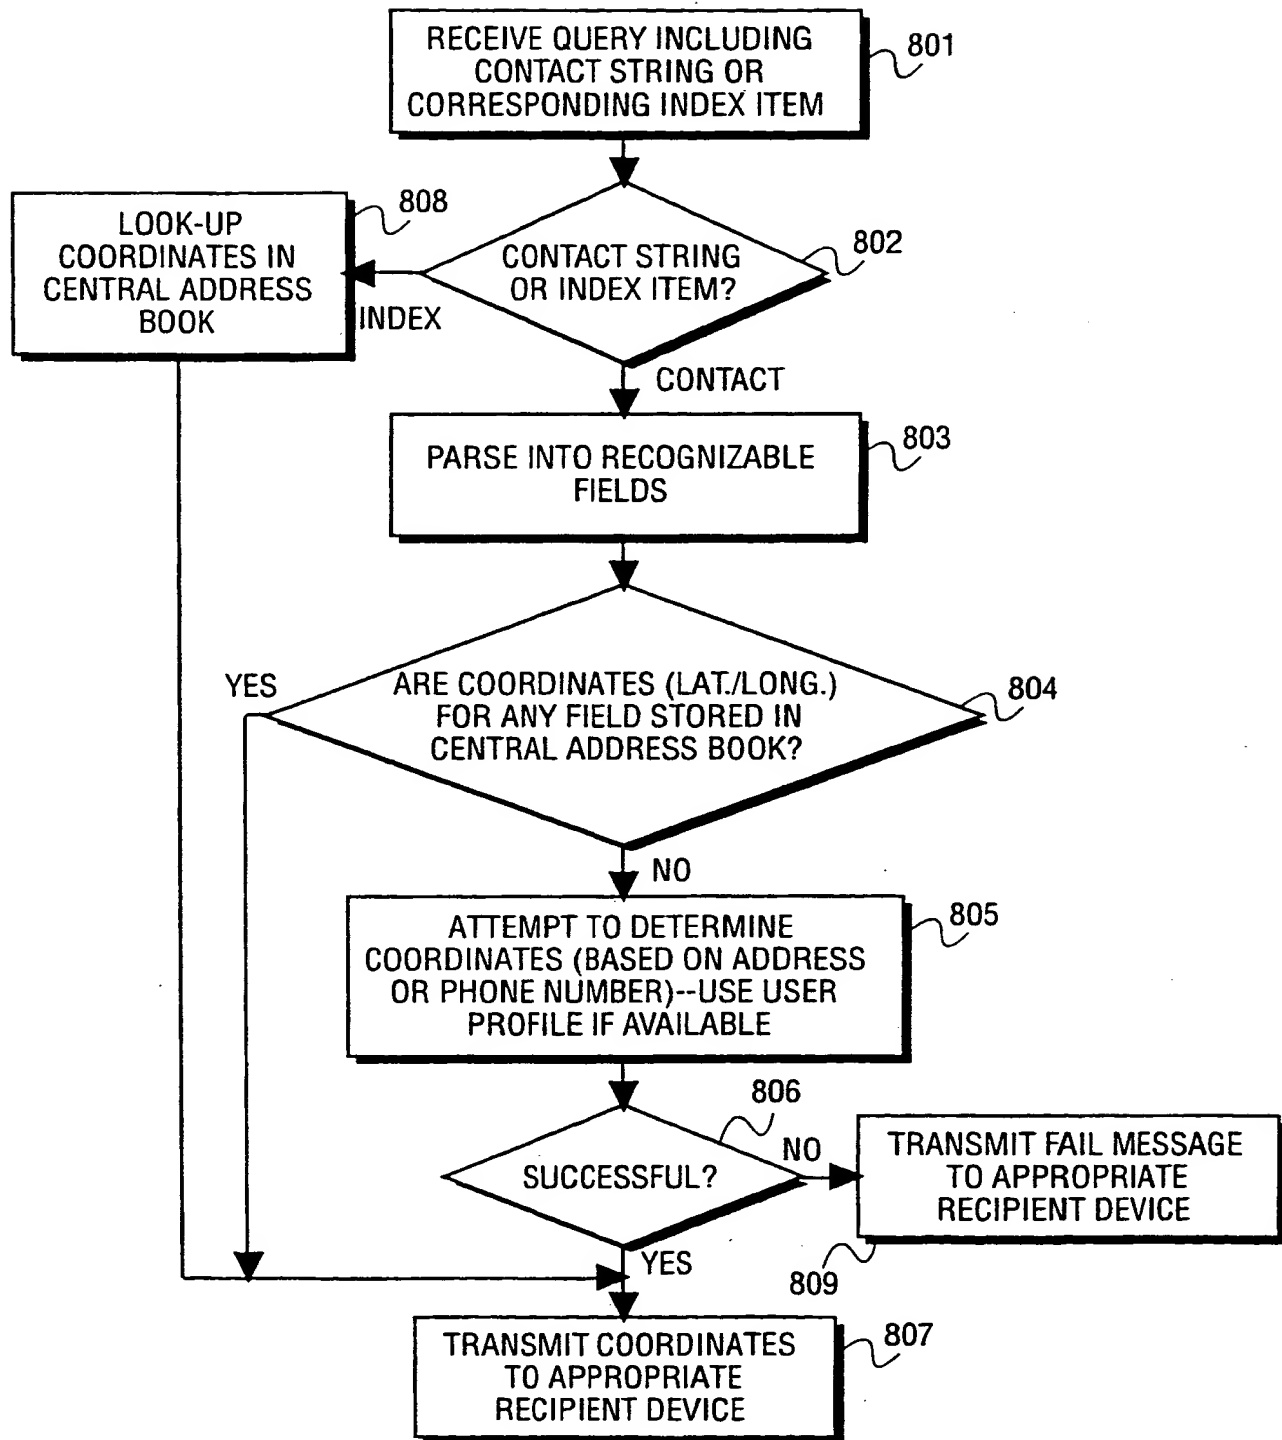 RECEIVE QUERY INCLUDING
CONTACT STRING OR
CORRESPONDING INDEX ITEM
801
LOOK-UP
COORDINATES IN
CENTRAL ADDRESS
BOOK
808
CONTACT STRING
OR INDEX ITEM?
802
INDEX
CONTACT
PARSE INTO RECOGNIZABLE
FIELDS
803
YES
ARE COORDINATES (LAT./LONG.)
FOR ANY FIELD STORED IN
CENTRAL ADDRESS BOOK?
804
NO
ATTEMPT TO DETERMINE
COORDINATES (BASED ON ADDRESS
OR PHONE NUMBER)--USE USER
PROFILE IF AVAILABLE
805
806
SUCCESSFUL?
NO
TRANSMIT FAIL MESSAGE
TO APPROPRIATE
RECIPIENT DEVICE
809
YES
TRANSMIT COORDINATES
TO APPROPRIATE
RECIPIENT DEVICE
807